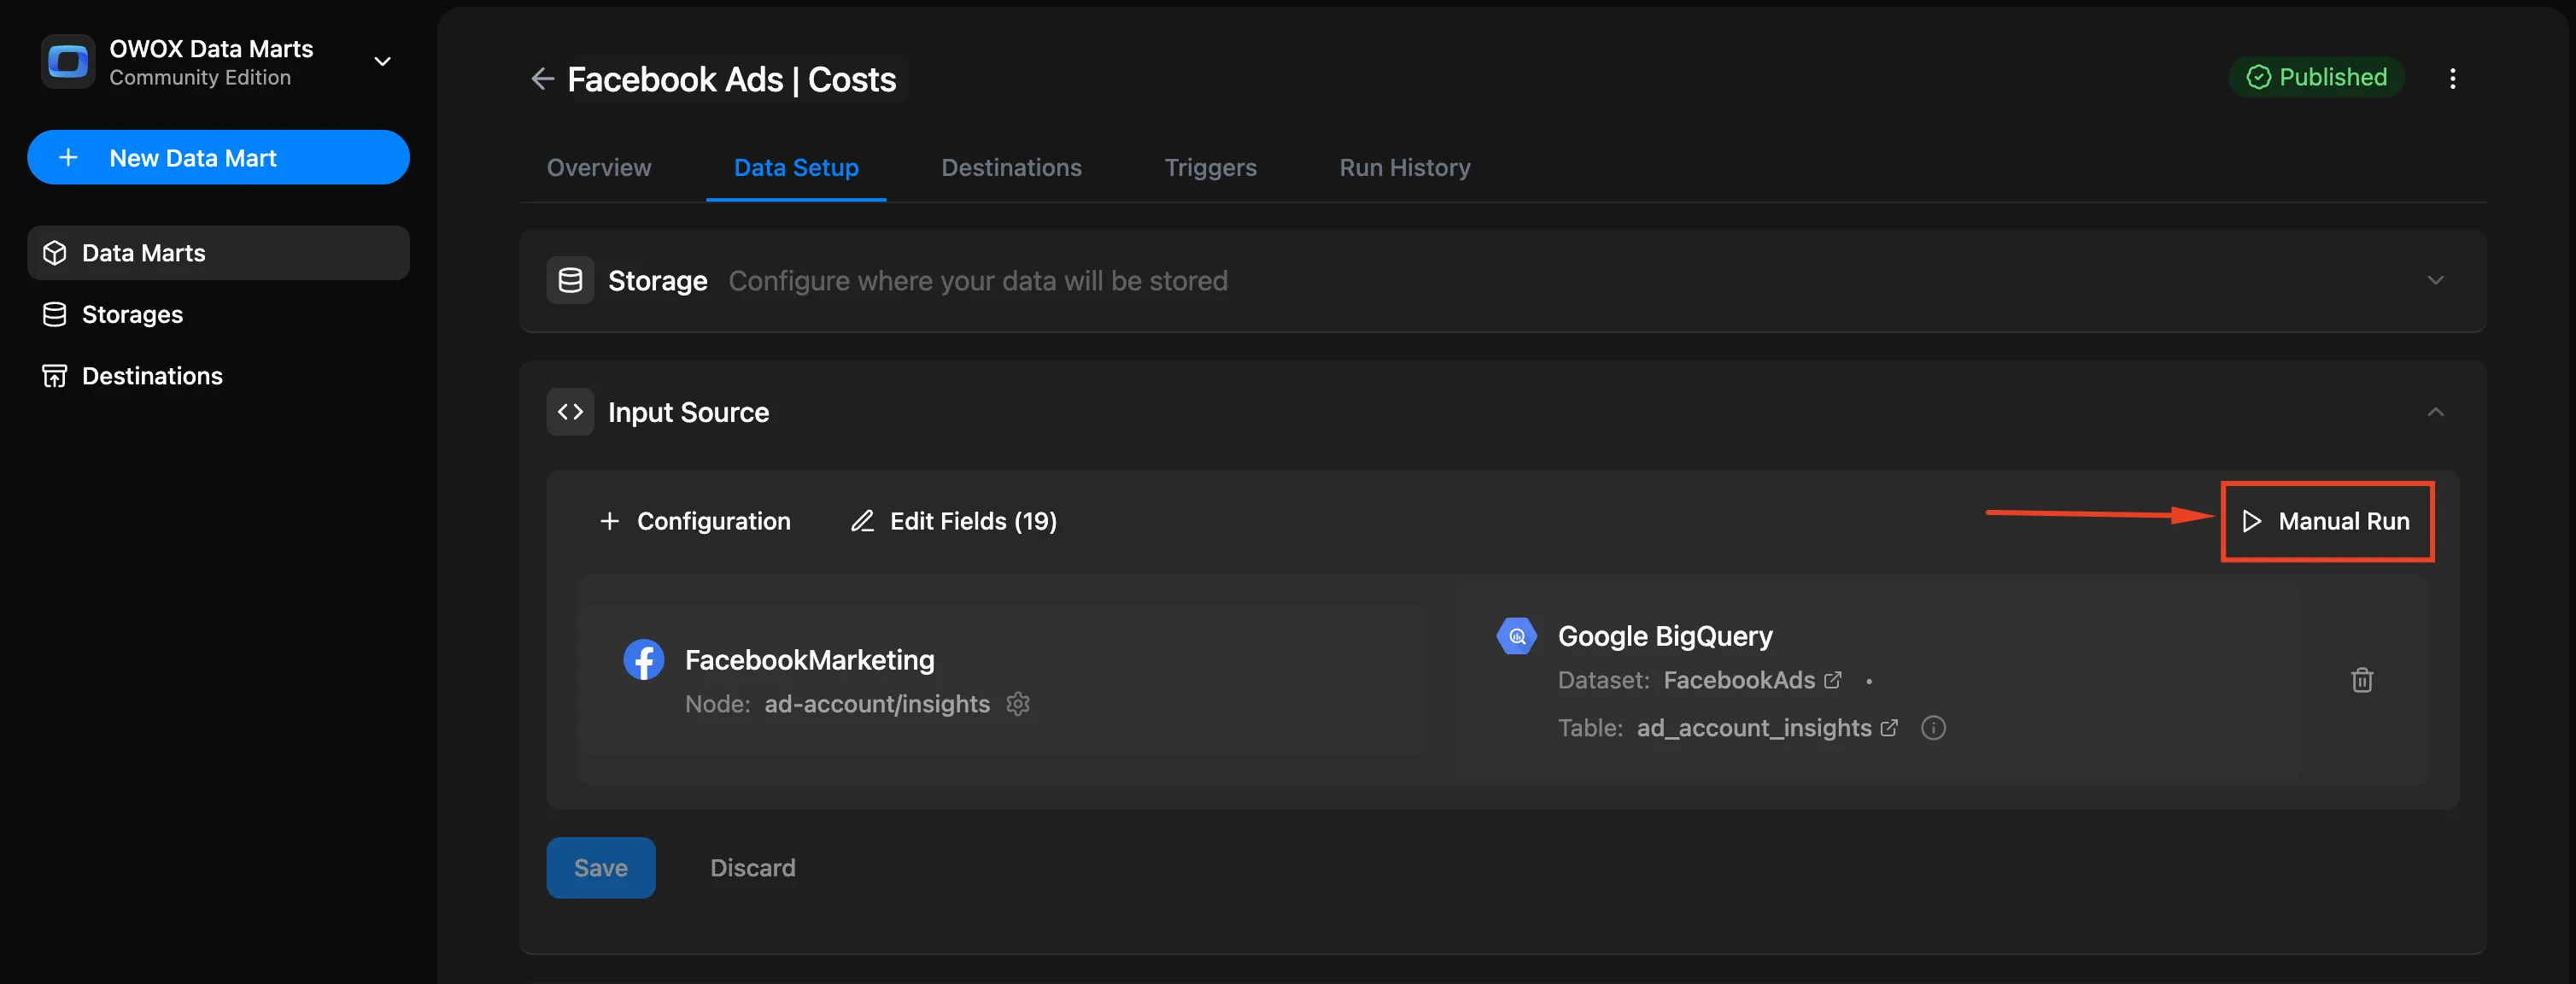 OWOX Data Marts
Community Edition
New Data Mart
Data Marts
Storages
Destinations
Facebook Ads | Costs
Published
Overview
Data Setup
Destinations
Triggers
Run History
Storage Configure where your data will be stored
Input Source
Configuration
Edit Fields (19)
Manual Run
FacebookMarketing
Node: ad-account/insights
Google BigQuery
Dataset: FacebookAds •
Table: ad_account_insights
Save
Discard